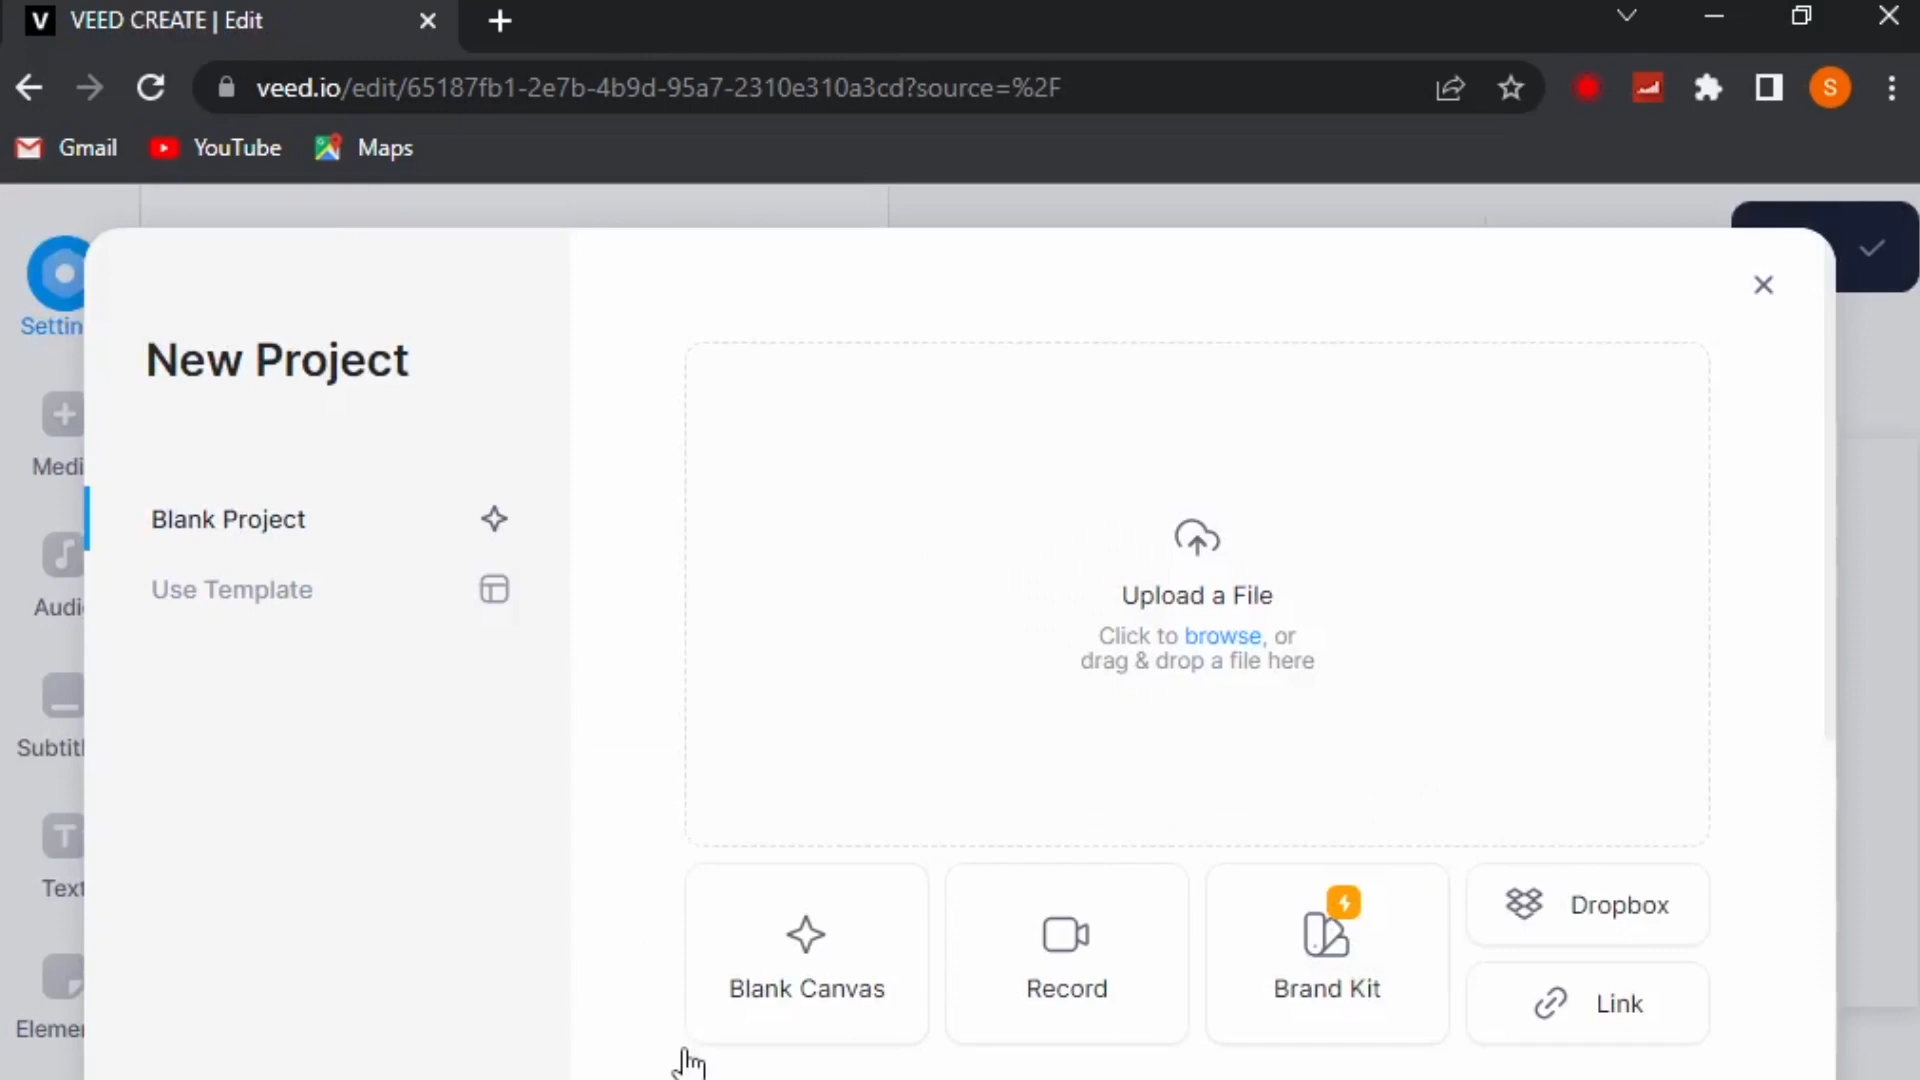 VEED CREATE | Edit
veed.io/edit/65187fb1-2e7b-4b9d-95a7-2310e310a3cd?source=%2F
S
Gmail
YouTube
Maps
Settin
Medi
Audi
Subtitl
Text
Elemen
New Project
Blank Project
Use Template
Upload a File
Click to browse, or
drag & drop a file here
Blank Canvas
Record
Brand Kit
Dropbox
Link